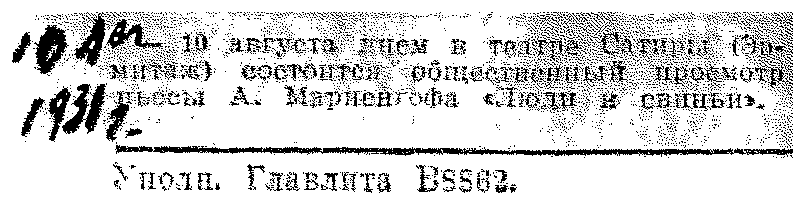 10 Авг
1931 г.
10 августа днем в театре Сатиры (Эр-
митаж) состоится общественный просмотр
пьесы А. Мариенгофа «Люди и свиньи».
Уполн. Главлита В8862.